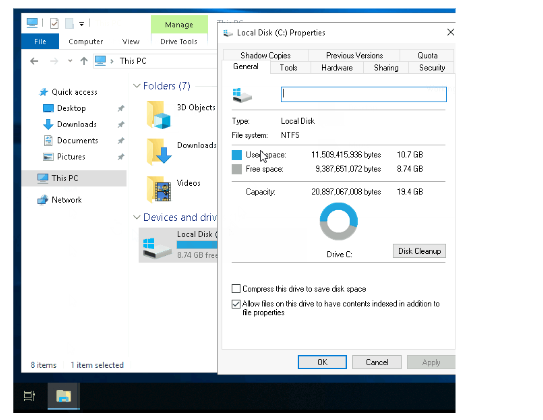 Manage
This PC
File
Computer
View
Drive Tools
This PC
Quick access
Desktop
Downloads
Documents
Pictures
This PC
Network
Folders (7)
3D Objects
Downloads
Videos
Devices and driv
Local Disk (
8.74 GB free
8 items
1 item selected
Local Disk (C:) Properties
Shadow Copies
Previous Versions
Quota
General
Tools
Hardware
Sharing
Security
Type:
Local Disk
File system:
NTFS
Used space:
11,509,415,936 bytes
10.7 GB
Free space:
9,387,651,072 bytes
8.74 GB
Capacity:
20,897,067,008 bytes
19.4 GB
Drive C:
Disk Cleanup
Compress this drive to save disk space
Allow files on this drive to have contents indexed in addition to
file properties
OK
Cancel
Apply